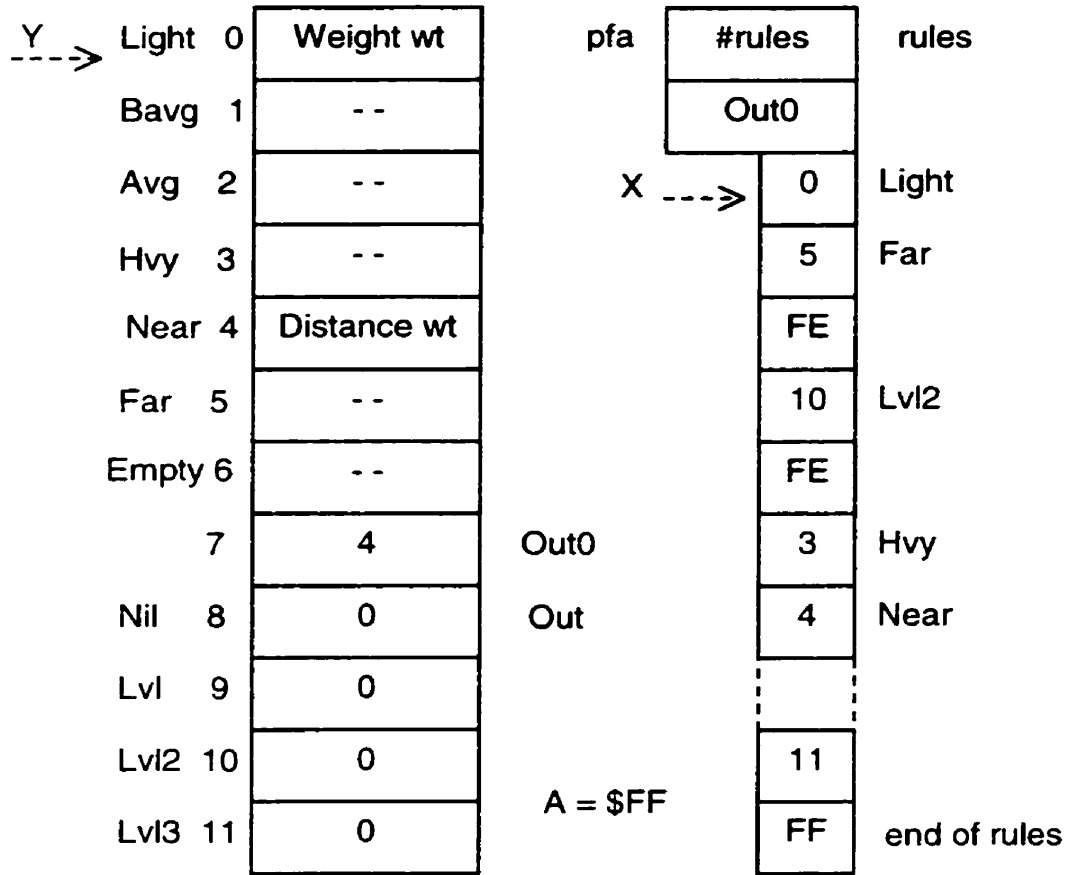 Y
Light 0 Weight wt
Bavg 1 --
Avg 2 --
Hvy 3 --
Near 4 Distance wt
Far 5 --
Empty 6 --
7 4 Out0
Nil 8 0 Out
Lvl 9 0
Lvl2 10 0
Lvl3 11 0
A = $FF
pfa #rules rules
Out0
X 0 Light
5 Far
FE
10 Lvl2
FE
3 Hvy
4 Near
11
FF end of rules